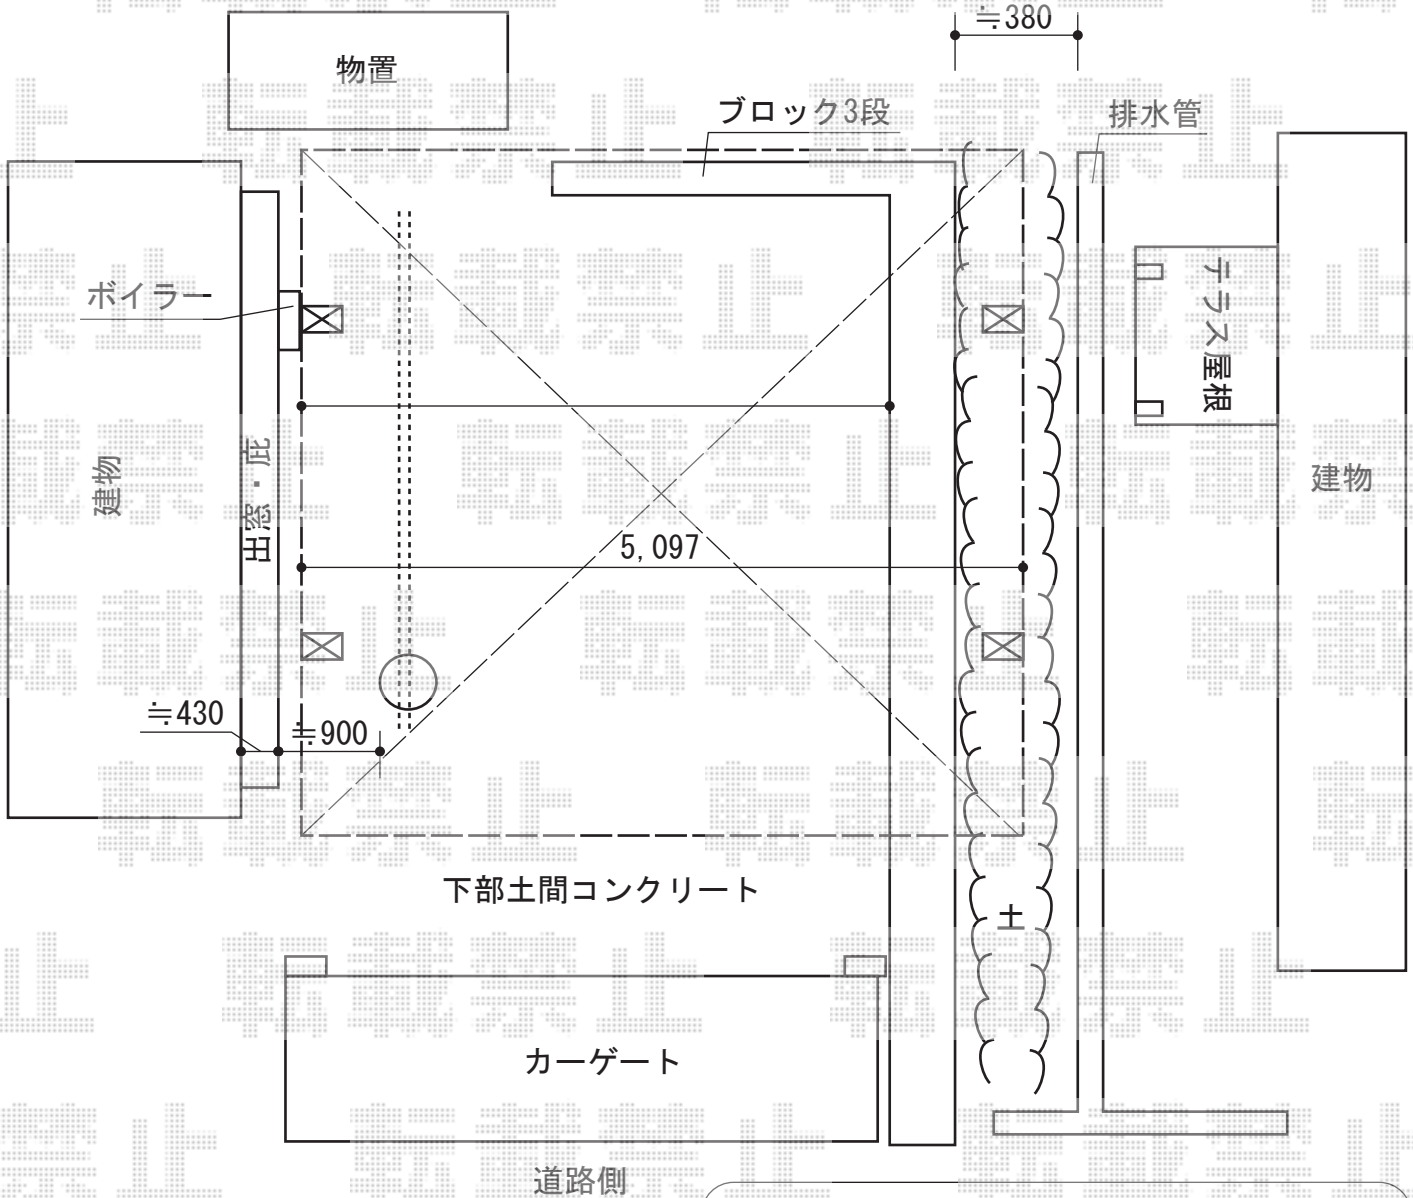 ≒380
物置
ブロック3段
排水管
ボイラー
テラス屋根
建物
出窓・庇
建物
5,097
≒430
≒900
下部土間コンクリート
土
カーゲート
道路側